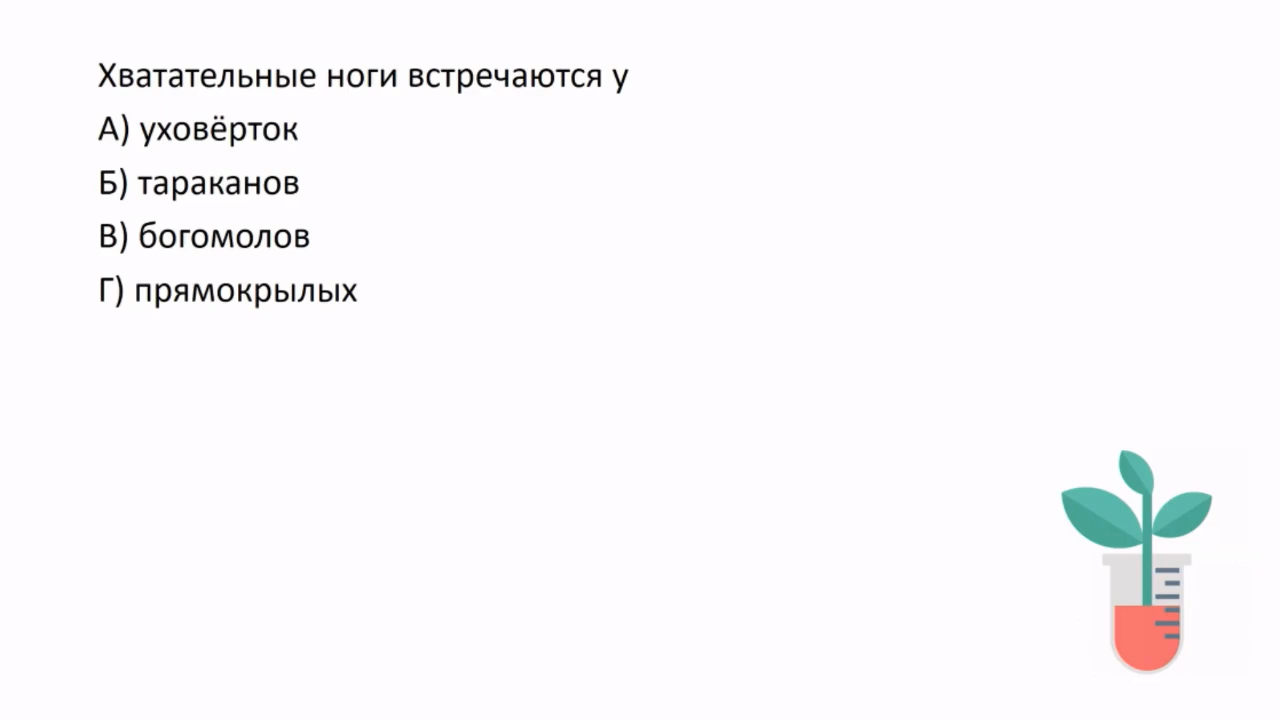 Хватательные ноги встречаются у
А) уховёрток
Б) тараканов
В) богомолов
Г) прямокрылых